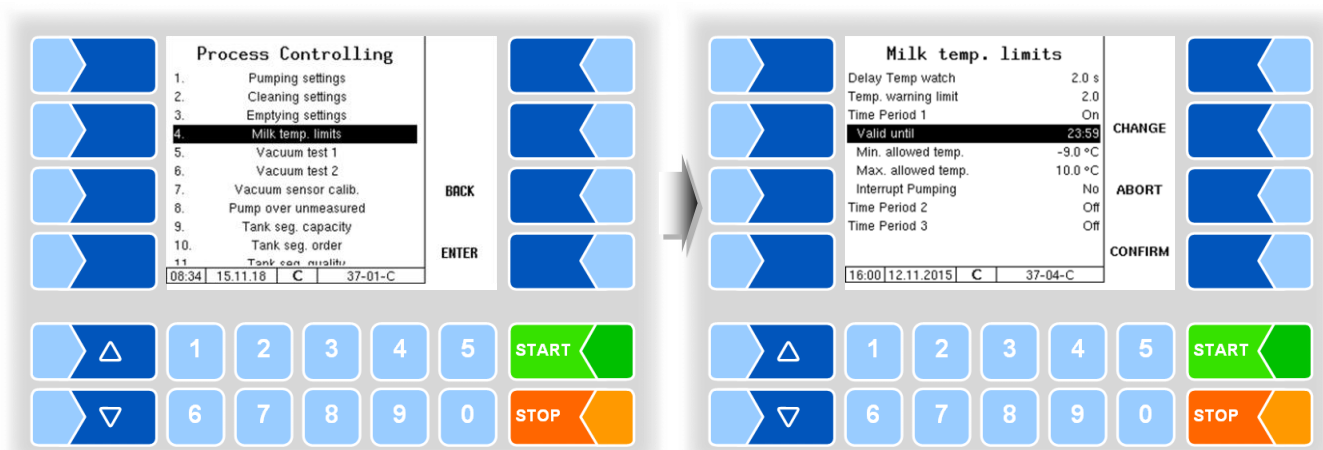 Process Controlling
1. Pumping settings
2. Cleaning settings
3. Emptying settings
4. Milk temp. limits
5. Vacuum test 1
6. Vacuum test 2
7. Vacuum sensor calib.
8. Pump over unmeasured
9. Tank seg. capacity
10. Tank seg. order
11. Tank seg. quality
BACK
ENTER
08:34 15.11.18 C 37-01-C
1 2 3 4 5 START
6 7 8 9 0 STOP
Milk temp. limits
Delay Temp watch 2.0 s
Temp. warning limit 2.0
Time Period 1 On
Valid until 23:59
Min. allowed temp. -9.0 °C
Max. allowed temp. 10.0 °C
Interrupt Pumping No
Time Period 2 Off
Time Period 3 Off
CHANGE
ABORT
CONFIRM
16:00 12.11.2015 C 37-04-C
1 2 3 4 5 START
6 7 8 9 0 STOP